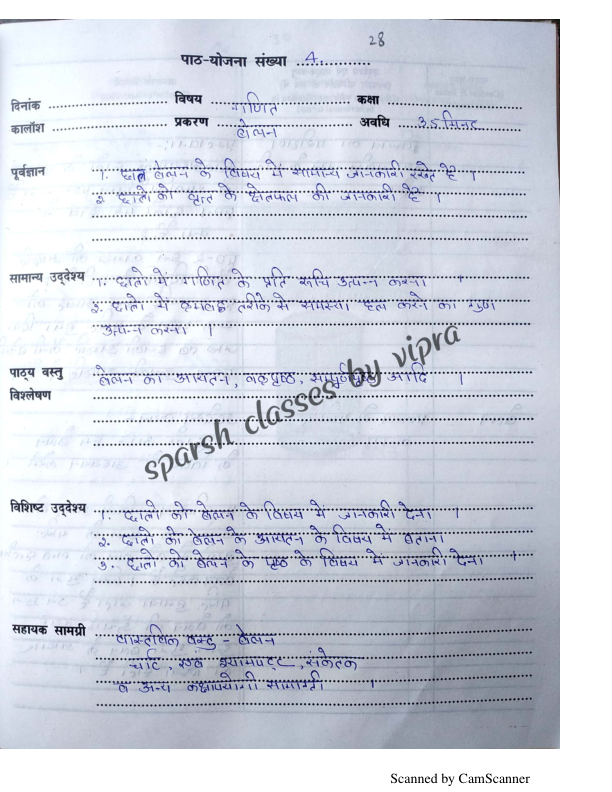 28
पाठ-योजना संख्या ..4............
दिनांक .............................. विषय ....गणित.... कक्षा ..............................
कालॉश .............................. प्रकरण ....बेलन.... अवधि ....35 मिनट....
पूर्वज्ञान 1. छात्र बेलन के विषय में सामान्य जानकारी रखते हैं ।
2. छात्रों को वृत के क्षेत्रफल की जानकारी है ।
सामान्य उद्देश्य 1. छात्रों में गणित के प्रति रूचि उत्पन्न करना ।
2. छात्रों में क्रमबद्ध तरीके से समस्या हल करने का गुण
उत्पन्न करना ।
पाठ्य वस्तु बेलन का आयतन, वक्रपृष्ठ, सम्पूर्ण पृष्ठ आदि ।
विश्लेषण
sparsh classes by vipra
विशिष्ट उद्देश्य 1. छात्रों को बेलन के विषय में जानकारी देना ।
2. छात्रों को बेलन के आयतन के विषय में बताना ।
3. छात्रों को बेलन के पृष्ठ के विषय में जानकारी देना ।
सहायक सामग्री वास्तविक वस्तु - बेलन
चार्ट, एवं श्यामपट्ट, संकेतक
व अन्य कक्षोपयोगी सामग्री ।
Scanned by CamScanner